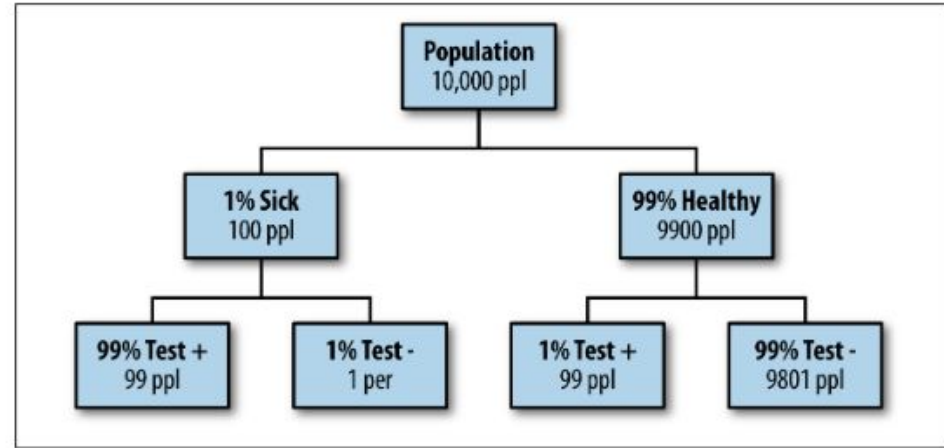 Population
10,000 ppl
1% Sick
100 ppl
99% Healthy
9900 ppl
99% Test +
99 ppl
1% Test -
1 per
1% Test +
99 ppl
99% Test -
9801 ppl